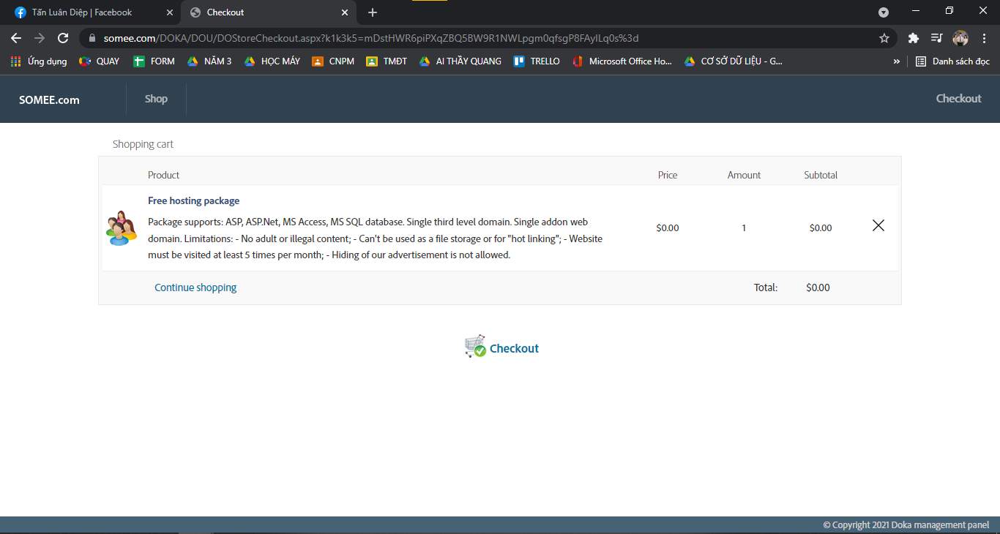 Tấn Luân Diệp | Facebook
Checkout
somee.com/DOKA/DOU/DOStoreCheckout.aspx?k1k3k5=mDstHWR6piPXqZBQ5BW9R1NWLpgm0qfsgP8FAyILq0s%3d
Ứng dụng QUAY FORM NĂM 3 HỌC MÁY CNPM TMĐT AI THẦY QUANG TRELLO Microsoft Office Ho... CƠ SỞ DỮ LIỆU - G... » Danh sách đọc
SOMEE.com Shop Checkout
Shopping cart
Product Price Amount Subtotal
Free hosting package
Package supports: ASP, ASP.Net, MS Access, MS SQL database. Single third level domain. Single addon web
domain. Limitations: - No adult or illegal content; - Can't be used as a file storage or for "hot linking"; - Website
must be visited at least 5 times per month; - Hiding of our advertisement is not allowed.
$0.00 1 $0.00
Continue shopping Total: $0.00
Checkout
© Copyright 2021 Doka management panel